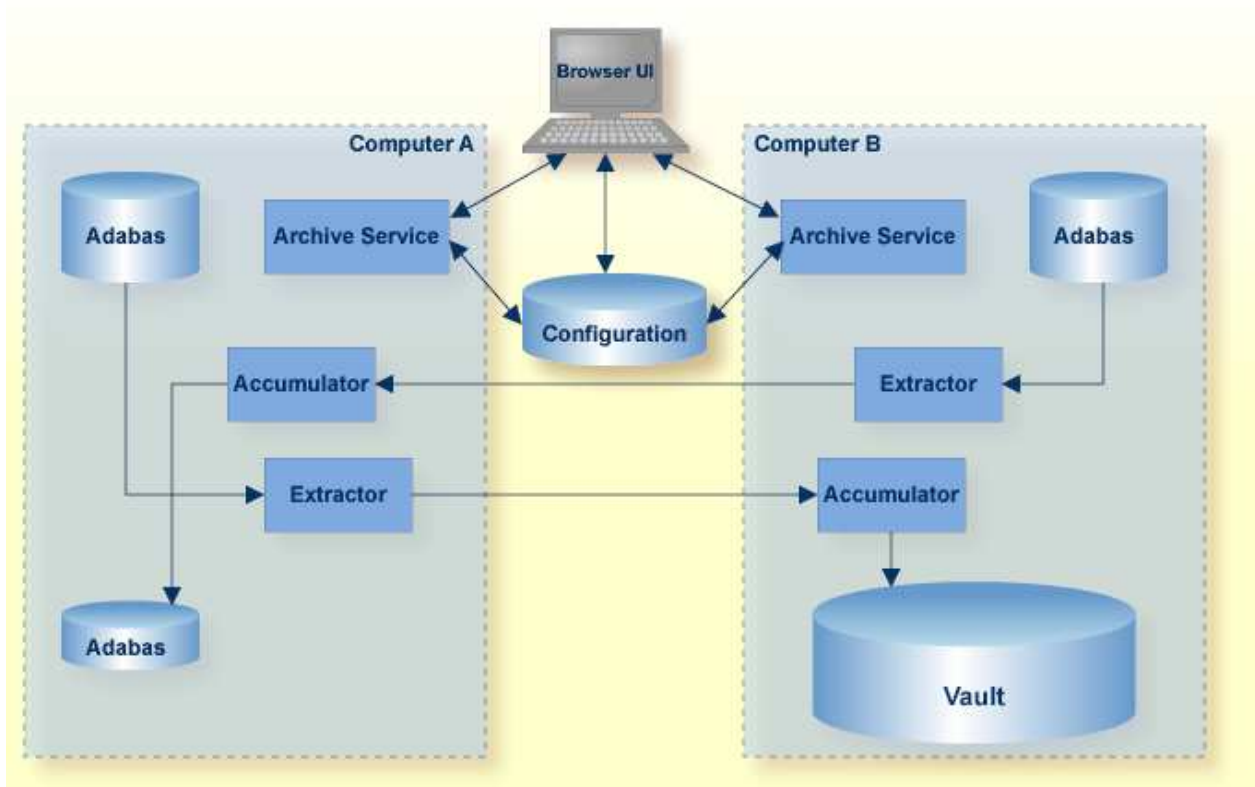 Browser UI
Computer A
Computer B
Adabas
Archive Service
Archive Service
Adabas
Configuration
Accumulator
Extractor
Extractor
Accumulator
Adabas
Vault